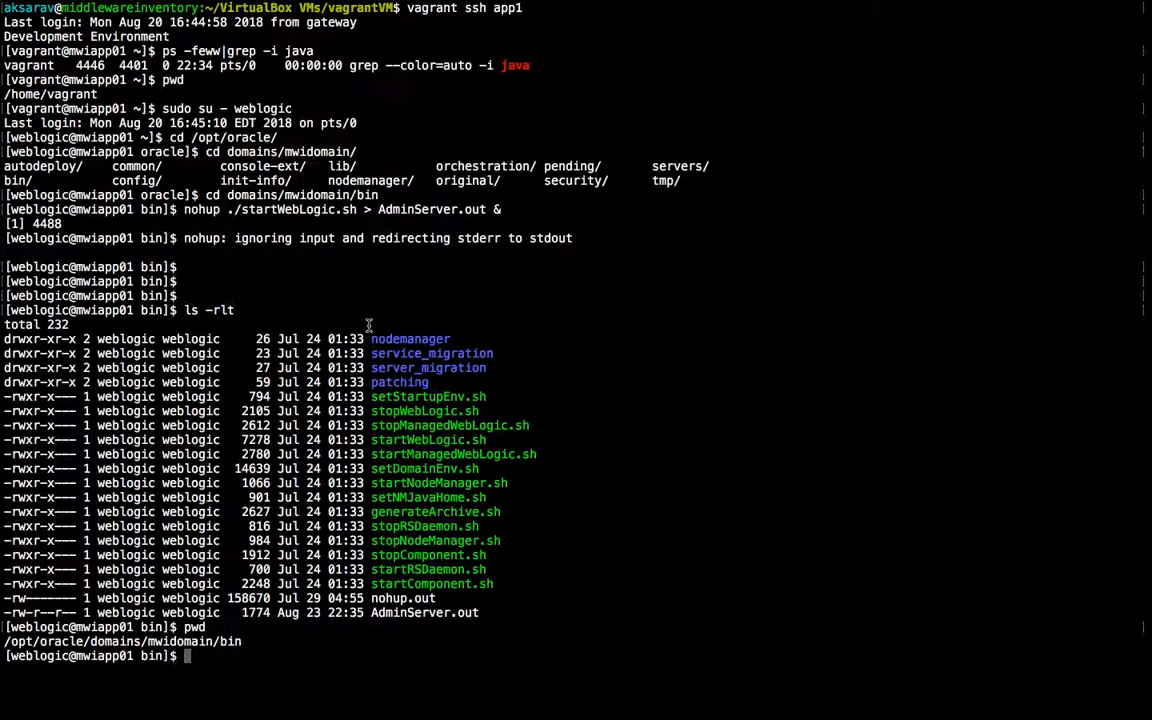 aksarav@middlewareinventory:~/VirtualBox VMs/vagrantVM$ vagrant ssh app1
Last login: Mon Aug 20 16:44:58 2018 from gateway
Development Environment
[vagrant@mwiapp01 ~]$ ps -feww|grep -i java
vagrant   4446  4401  0 22:34 pts/0    00:00:00 grep --color=auto -i java
[vagrant@mwiapp01 ~]$ pwd
/home/vagrant
[vagrant@mwiapp01 ~]$ sudo su - weblogic
Last login: Mon Aug 20 16:45:10 EDT 2018 on pts/0
[weblogic@mwiapp01 ~]$ cd /opt/oracle/
[weblogic@mwiapp01 oracle]$ cd domains/mwidomain/
autodeploy/    common/        console-ext/   lib/           orchestration/ pending/       servers/
bin/           config/        init-info/     nodemanager/   original/      security/      tmp/
[weblogic@mwiapp01 oracle]$ cd domains/mwidomain/bin
[weblogic@mwiapp01 bin]$ nohup ./startWebLogic.sh > AdminServer.out &
[1] 4488
[weblogic@mwiapp01 bin]$ nohup: ignoring input and redirecting stderr to stdout
[weblogic@mwiapp01 bin]$
[weblogic@mwiapp01 bin]$
[weblogic@mwiapp01 bin]$
[weblogic@mwiapp01 bin]$ ls -rlt
total 232
drwxr-xr-x 2 weblogic weblogic     26 Jul 24 01:33 nodemanager
drwxr-xr-x 2 weblogic weblogic     23 Jul 24 01:33 service_migration
drwxr-xr-x 2 weblogic weblogic     27 Jul 24 01:33 server_migration
drwxr-xr-x 2 weblogic weblogic     59 Jul 24 01:33 patching
-rwxr-x--- 1 weblogic weblogic    794 Jul 24 01:33 setStartupEnv.sh
-rwxr-x--- 1 weblogic weblogic   2105 Jul 24 01:33 stopWebLogic.sh
-rwxr-x--- 1 weblogic weblogic   2612 Jul 24 01:33 stopManagedWebLogic.sh
-rwxr-x--- 1 weblogic weblogic   7278 Jul 24 01:33 startWebLogic.sh
-rwxr-x--- 1 weblogic weblogic   2780 Jul 24 01:33 startManagedWebLogic.sh
-rwxr-x--- 1 weblogic weblogic  14639 Jul 24 01:33 setDomainEnv.sh
-rwxr-x--- 1 weblogic weblogic   1066 Jul 24 01:33 startNodeManager.sh
-rwxr-x--- 1 weblogic weblogic    901 Jul 24 01:33 setNMJavaHome.sh
-rwxr-x--- 1 weblogic weblogic   2627 Jul 24 01:33 generateArchive.sh
-rwxr-x--- 1 weblogic weblogic    816 Jul 24 01:33 stopRSDaemon.sh
-rwxr-x--- 1 weblogic weblogic    984 Jul 24 01:33 stopNodeManager.sh
-rwxr-x--- 1 weblogic weblogic   1912 Jul 24 01:33 stopComponent.sh
-rwxr-x--- 1 weblogic weblogic    700 Jul 24 01:33 startRSDaemon.sh
-rwxr-x--- 1 weblogic weblogic   2248 Jul 24 01:33 startComponent.sh
-rw------- 1 weblogic weblogic 158670 Jul 29 04:55 nohup.out
-rw-r--r-- 1 weblogic weblogic   1774 Aug 23 22:35 AdminServer.out
[weblogic@mwiapp01 bin]$ pwd
/opt/oracle/domains/mwidomain/bin
[weblogic@mwiapp01 bin]$